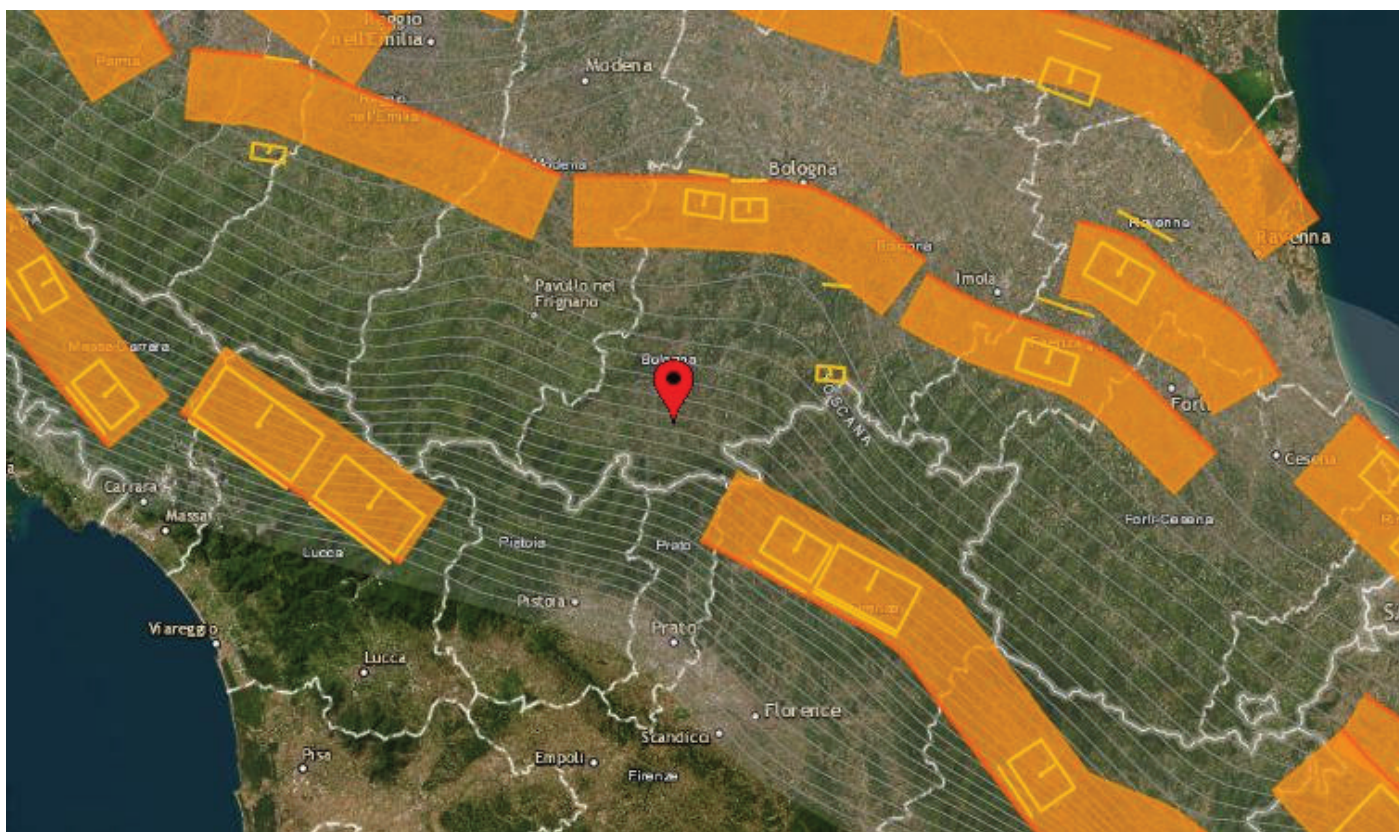 Reggio
nell'Emilia
Parma
Modena
Reggio
nell'Emilia
Modena
Bologna
Ravenna
Ravenna
Bologna
Imola
Pavullo nel
Frignano
Massa-Carrara
Bologna
Faenza
TOSCANA
Forlì
Cesena
Carrara
Massa
Lucca
Pistoia
Prato
Forlì-Cesena
Pistoia
Viareggio
Prato
Lucca
Florence
Scandicci
Pisa
Empoli
Firenze